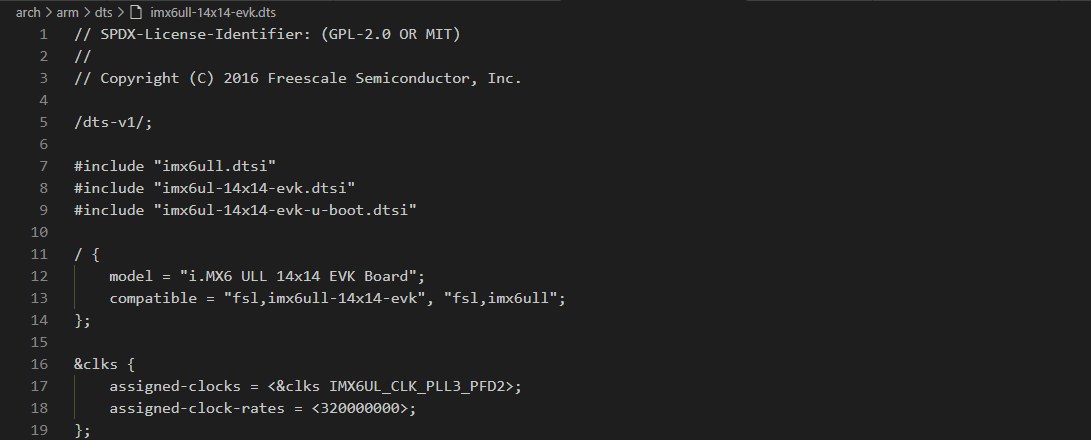 arch > arm > dts > imx6ull-14x14-evk.dts
1 // SPDX-License-Identifier: (GPL-2.0 OR MIT)
2 //
3 // Copyright (C) 2016 Freescale Semiconductor, Inc.
4
5 /dts-v1/;
6
7 #include "imx6ull.dtsi"
8 #include "imx6ul-14x14-evk.dtsi"
9 #include "imx6ul-14x14-evk-u-boot.dtsi"
10
11 / {
12     model = "i.MX6 ULL 14x14 EVK Board";
13     compatible = "fsl,imx6ull-14x14-evk", "fsl,imx6ull";
14 };
15
16 &clks {
17     assigned-clocks = <&clks IMX6UL_CLK_PLL3_PFD2>;
18     assigned-clock-rates = <320000000>;
19 };